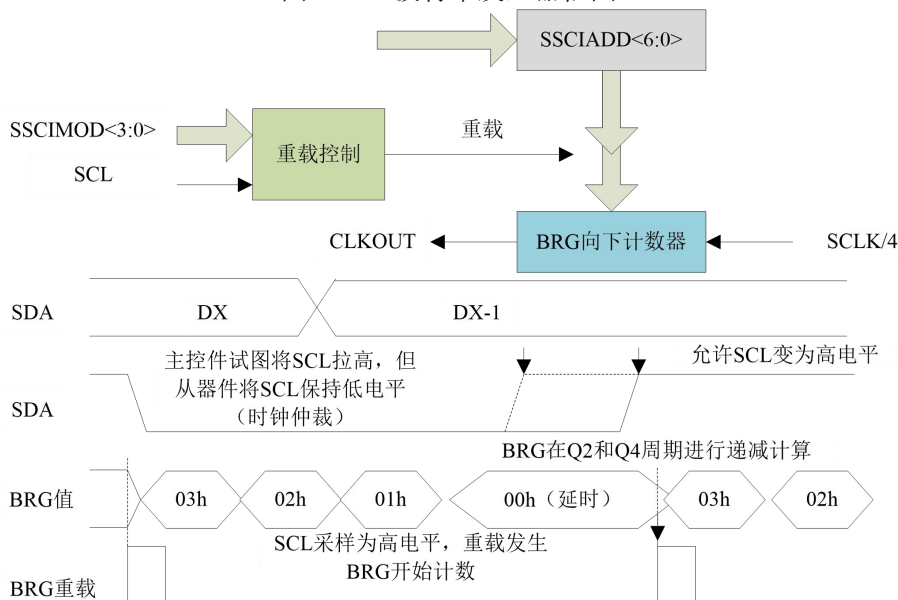 SSCIADD<6:0>
SSCIMOD<3:0>
重载
重载控制
SCL
CLKOUT
BRG向下计数器
SCLK/4
SDA
DX
DX-1
主控件试图将SCL拉高，但
从器件将SCL保持低电平
（时钟仲裁）
允许SCL变为高电平
SDA
BRG在Q2和Q4周期进行递减计算
BRG值
03h
02h
01h
00h（延时）
03h
02h
SCL采样为高电平，重载发生
BRG开始计数
BRG重载